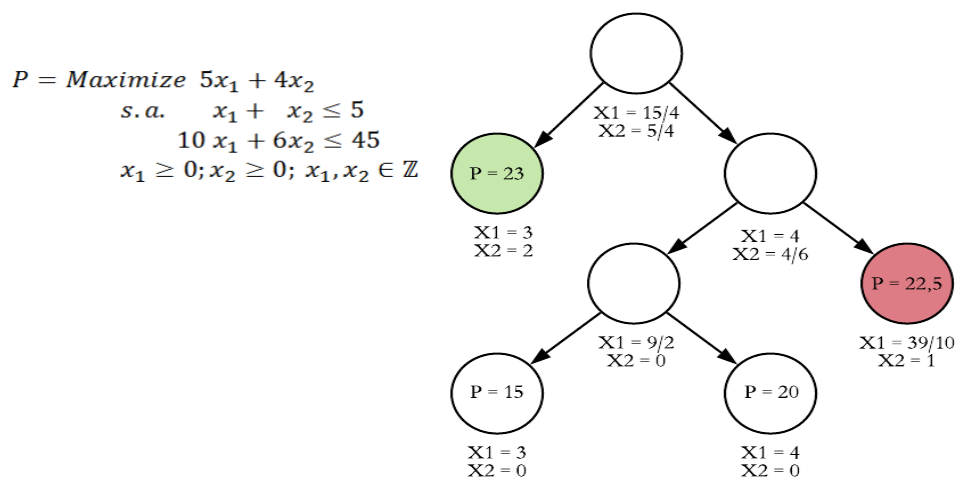 P = Maximize 5x₁ + 4x₂
s.a. x₁ + x₂ ≤ 5
10 x₁ + 6x₂ ≤ 45
x₁ ≥ 0; x₂ ≥ 0; x₁, x₂ ∈ ℤ
X1 = 15/4
X2 = 5/4
P = 23
X1 = 3
X2 = 2
X1 = 4
X2 = 4/6
P = 22,5
X1 = 39/10
X2 = 1
X1 = 9/2
X2 = 0
P = 15
X1 = 3
X2 = 0
P = 20
X1 = 4
X2 = 0